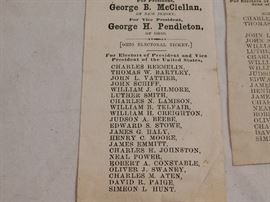 For President,
George B. McClellan,
OF NEW JERSEY.
For Vice President,
George H. Pendleton,
OF OHIO.
[OHIO ELECTORAL TICKET.]
For Electors of President and Vice
President of the United States,
CHARLES REEMELIN,
THOMAS W. BARTLEY,
JOHN L. VATTIER,
JOHN SCHIFF,
WILLIAM J. GILMORE,
LUTHER SMITH,
CHARLES N. LAMISON,
WILLIAM B. TELFAIR,
WILLIAM H. CREIGHTON,
JUDSON A. BEEBE,
EDWARD S. STOWE,
JAMES G. HALY,
HENRY C. MOORE,
JAMES EMMITT,
CHARLES H. JOHNSTON,
NEAL POWER,
ROBERT A. CONSTABLE,
OLIVER J. SWANEY,
CHARLES M. ATEN,
DAVID R. PAIGE,
SIMEON L. HUNT.